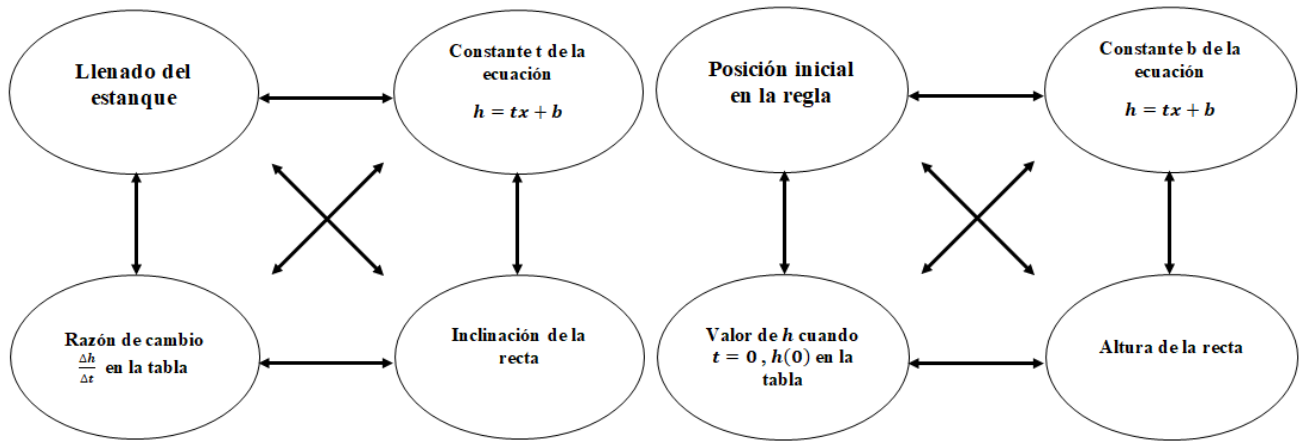 Llenado del
estanque
Constante t de la
ecuación
h = tx + b
Posición inicial
en la regla
Constante b de la
ecuación
h = tx + b
Razón de cambio
Δh/Δt en la tabla
Inclinación de la
recta
Valor de h cuando
t = 0 , h(0) en la
tabla
Altura de la recta